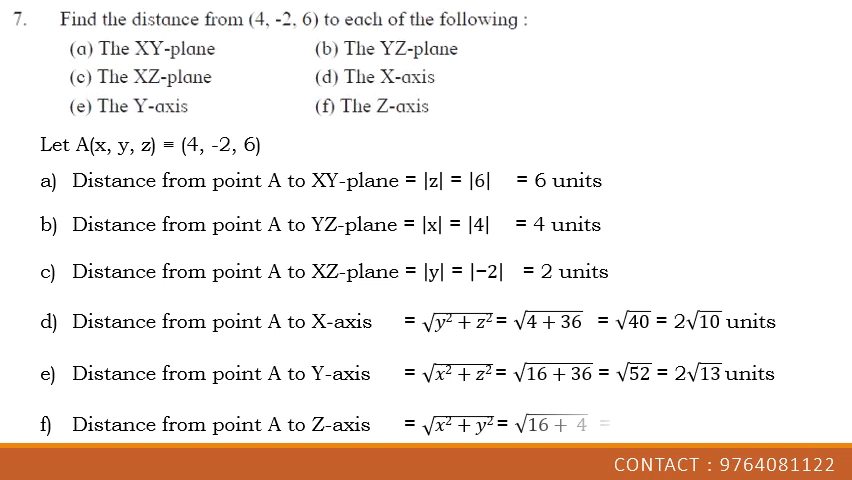 7. Find the distance from (4, -2, 6) to each of the following :
(a) The XY-plane (b) The YZ-plane
(c) The XZ-plane (d) The X-axis
(e) The Y-axis (f) The Z-axis
Let A(x, y, z) ≡ (4, -2, 6)
a) Distance from point A to XY-plane = |z| = |6| = 6 units
b) Distance from point A to YZ-plane = |x| = |4| = 4 units
c) Distance from point A to XZ-plane = |y| = |−2| = 2 units
d) Distance from point A to X-axis = √(y² + z²) = √(4 + 36) = √40 = 2√10 units
e) Distance from point A to Y-axis = √(x² + z²) = √(16 + 36) = √52 = 2√13 units
f) Distance from point A to Z-axis = √(x² + y²) = √(16 + 4) =
CONTACT : 9764081122